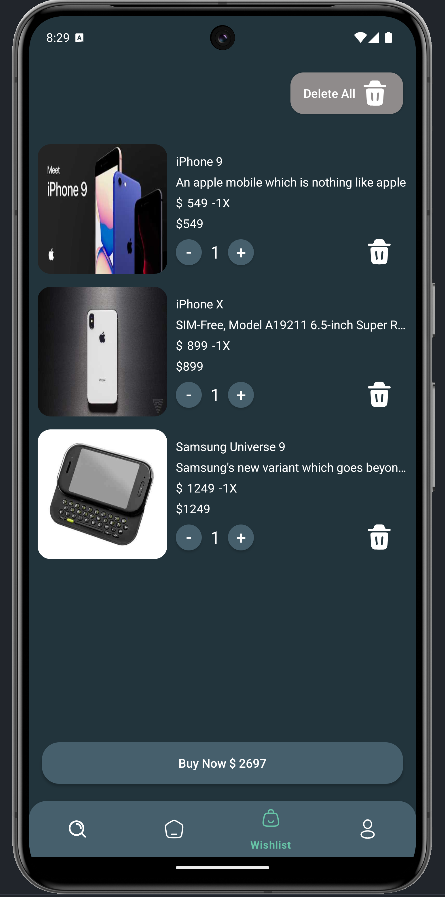 8:29 A
Delete All
Meet
iPhone 9
iPhone 9
An apple mobile which is nothing like apple
$ 549 -1X
$549
- 1 +
iPhone X
SIM-Free, Model A19211 6.5-inch Super R...
$ 899 -1X
$899
- 1 +
Samsung Universe 9
Samsung's new variant which goes beyon...
$ 1249 -1X
$1249
- 1 +
Buy Now $ 2697
Wishlist